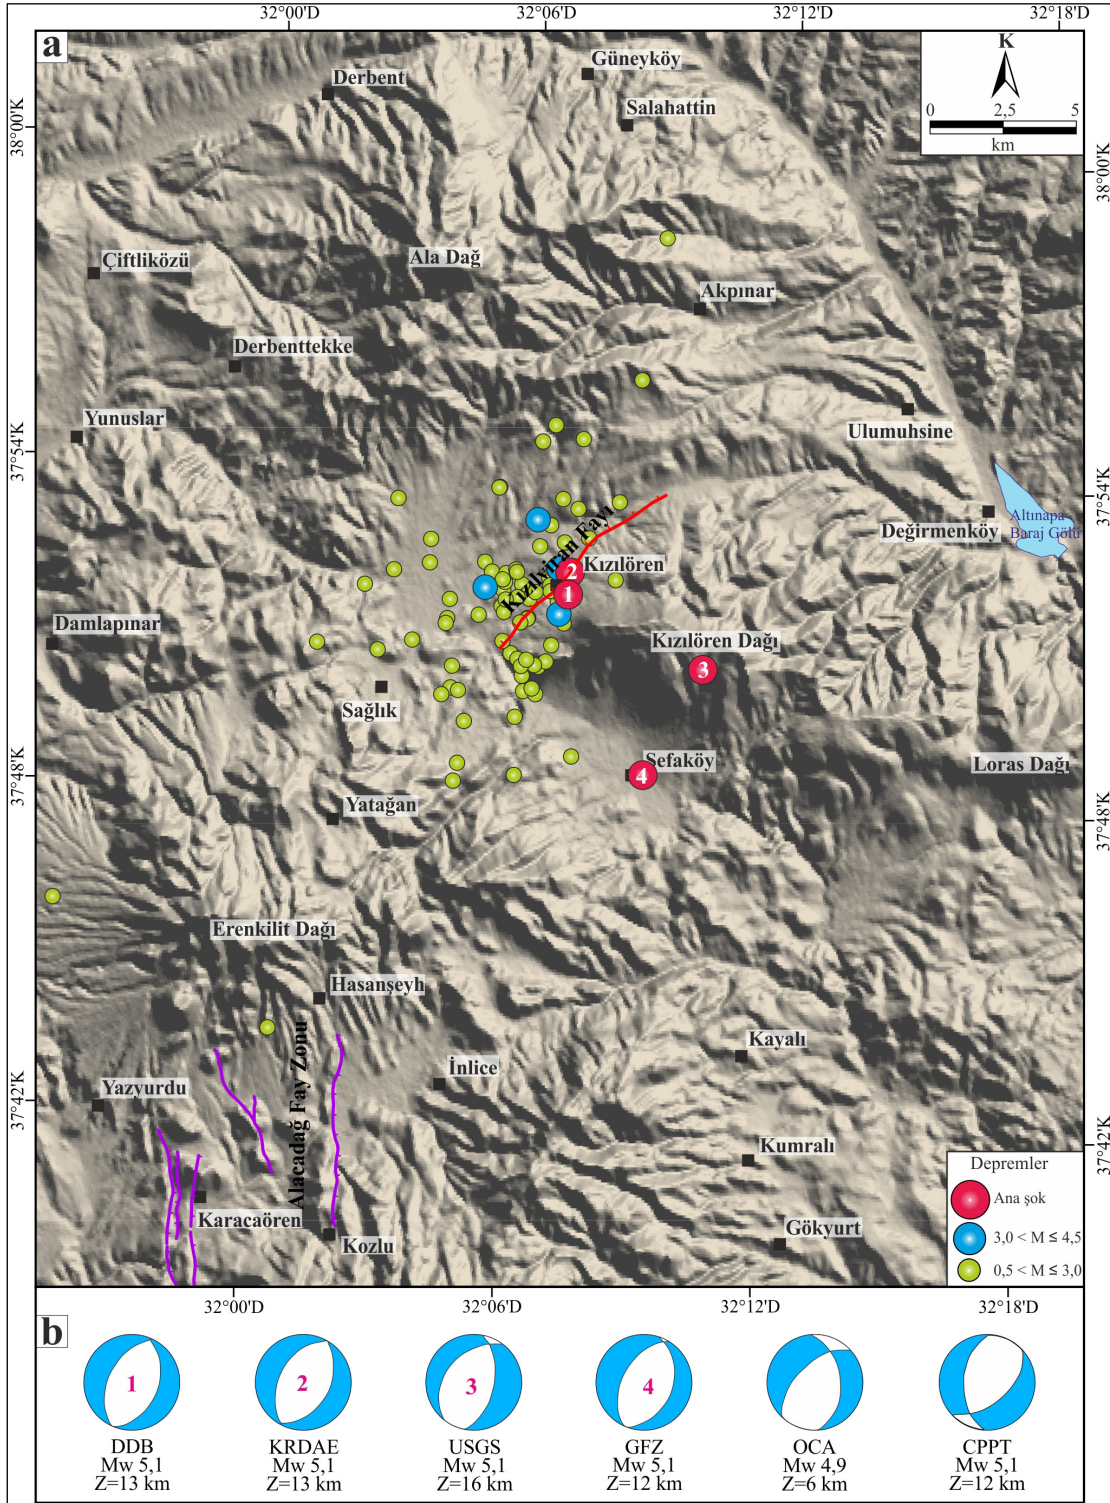 32°00'D
32°06'D
32°12'D
32°18'D
a
K
0
2,5
5
km
Güneyköy
Derbent
Salahattin
38°00'K
38°00'K
Ala Dağ
Çiftliközü
Akpınar
Derbenttekke
Yunuslar
Ulumuhsine
37°54'K
37°54'K
Değirmenköy
Altınapa
Baraj Gölü
Kızılviran Fayı
Kızılören
2
1
Damlapınar
Kızılören Dağı
3
Sağlık
Sefaköy
4
Loras Dağı
37°48'K
37°48'K
Yatağan
Erenkilit Dağı
Hasanşeyh
Alacadağ Fay Zonu
Kayalı
İnlice
Yazyurdu
37°42'K
37°42'K
Kumralı
Karacaören
Kozlu
Gökyurt
Depremler
Ana şok
3,0 < M ≤ 4,5
0,5 < M ≤ 3,0
32°00'D
32°06'D
32°12'D
32°18'D
b
1
2
3
4
DDB
Mw 5,1
Z=13 km
KRDAE
Mw 5,1
Z=13 km
USGS
Mw 5,1
Z=16 km
GFZ
Mw 5,1
Z=12 km
OCA
Mw 4,9
Z=6 km
CPPT
Mw 5,1
Z=12 km